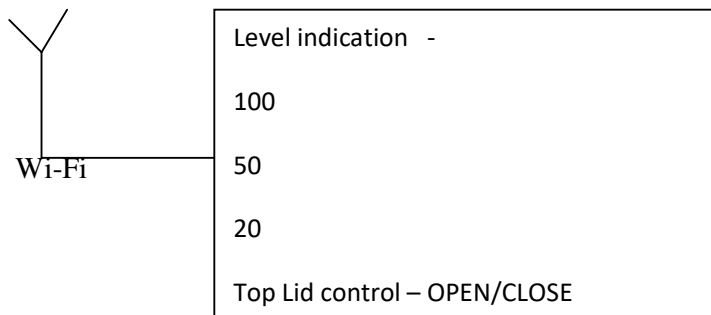 Level indication -
100
Wi-Fi
50
20
Top Lid control – OPEN/CLOSE